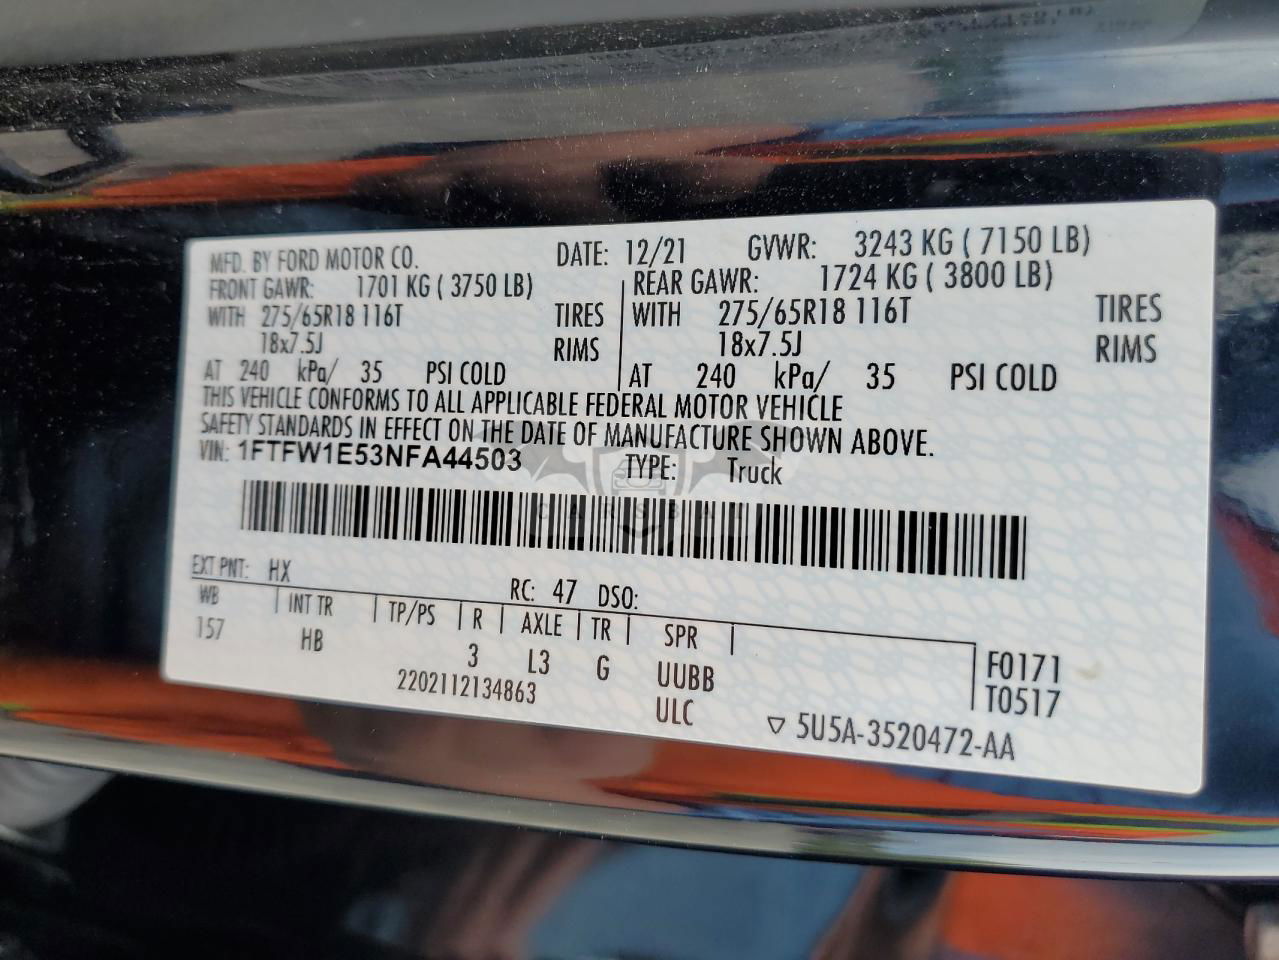 MFD. BY FORD MOTOR CO. DATE: 12/21 GVWR: 3243 KG ( 7150 LB)
FRONT GAWR: 1701 KG ( 3750 LB) REAR GAWR: 1724 KG ( 3800 LB)
WITH 275/65R18 116T TIRES WITH 275/65R18 116T TIRES
18x7.5J RIMS 18x7.5J RIMS
AT 240 kPa/ 35 PSI COLD AT 240 kPa/ 35 PSI COLD
THIS VEHICLE CONFORMS TO ALL APPLICABLE FEDERAL MOTOR VEHICLE
SAFETY STANDARDS IN EFFECT ON THE DATE OF MANUFACTURE SHOWN ABOVE.
VIN: 1FTFW1E53NFA44503 TYPE: Truck
CARSBAL
EXT PNT: HX RC: 47 DSO:
WB INT TR TP/PS R AXLE TR SPR
157 HB 3 L3 G UUBB F0171
2202112134863 ULC T0517
▽ 5U5A-3520472-AA